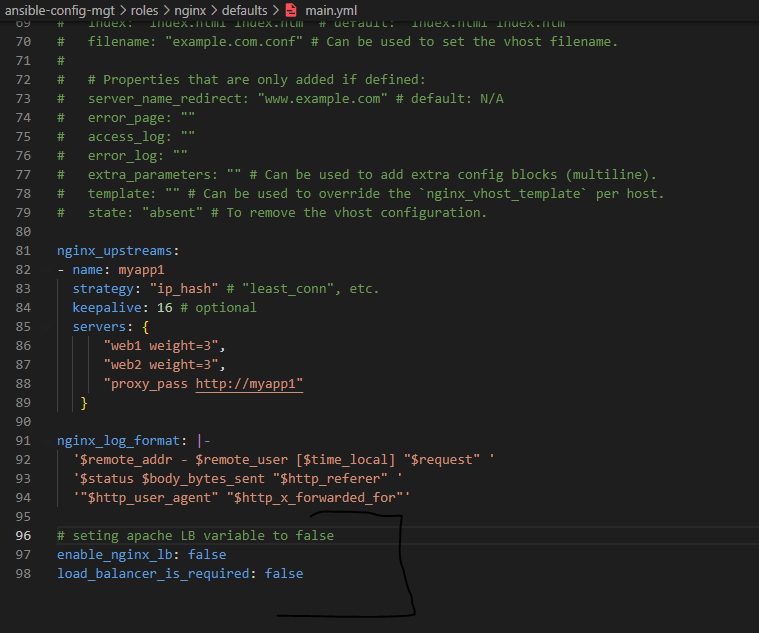 ansible-config-mgt > roles > nginx > defaults > main.yml
69 # index: "index.html index.htm" # default: "index.html index.htm"
70 # filename: "example.com.conf" # Can be used to set the vhost filename.
71 #
72 # # Properties that are only added if defined:
73 # server_name_redirect: "www.example.com" # default: N/A
74 # error_page: ""
75 # access_log: ""
76 # error_log: ""
77 # extra_parameters: "" # Can be used to add extra config blocks (multiline).
78 # template: "" # Can be used to override the `nginx_vhost_template` per host.
79 # state: "absent" # To remove the vhost configuration.
80
81 nginx_upstreams:
82 - name: myapp1
83 strategy: "ip_hash" # "least_conn", etc.
84 keepalive: 16 # optional
85 servers: {
86 "web1 weight=3",
87 "web2 weight=3",
88 "proxy_pass http://myapp1"
89 }
90
91 nginx_log_format: |-
92 '$remote_addr - $remote_user [$time_local] "$request" '
93 '$status $body_bytes_sent "$http_referer" '
94 '"$http_user_agent" "$http_x_forwarded_for"'
95
96 # seting apache LB variable to false
97 enable_nginx_lb: false
98 load_balancer_is_required: false